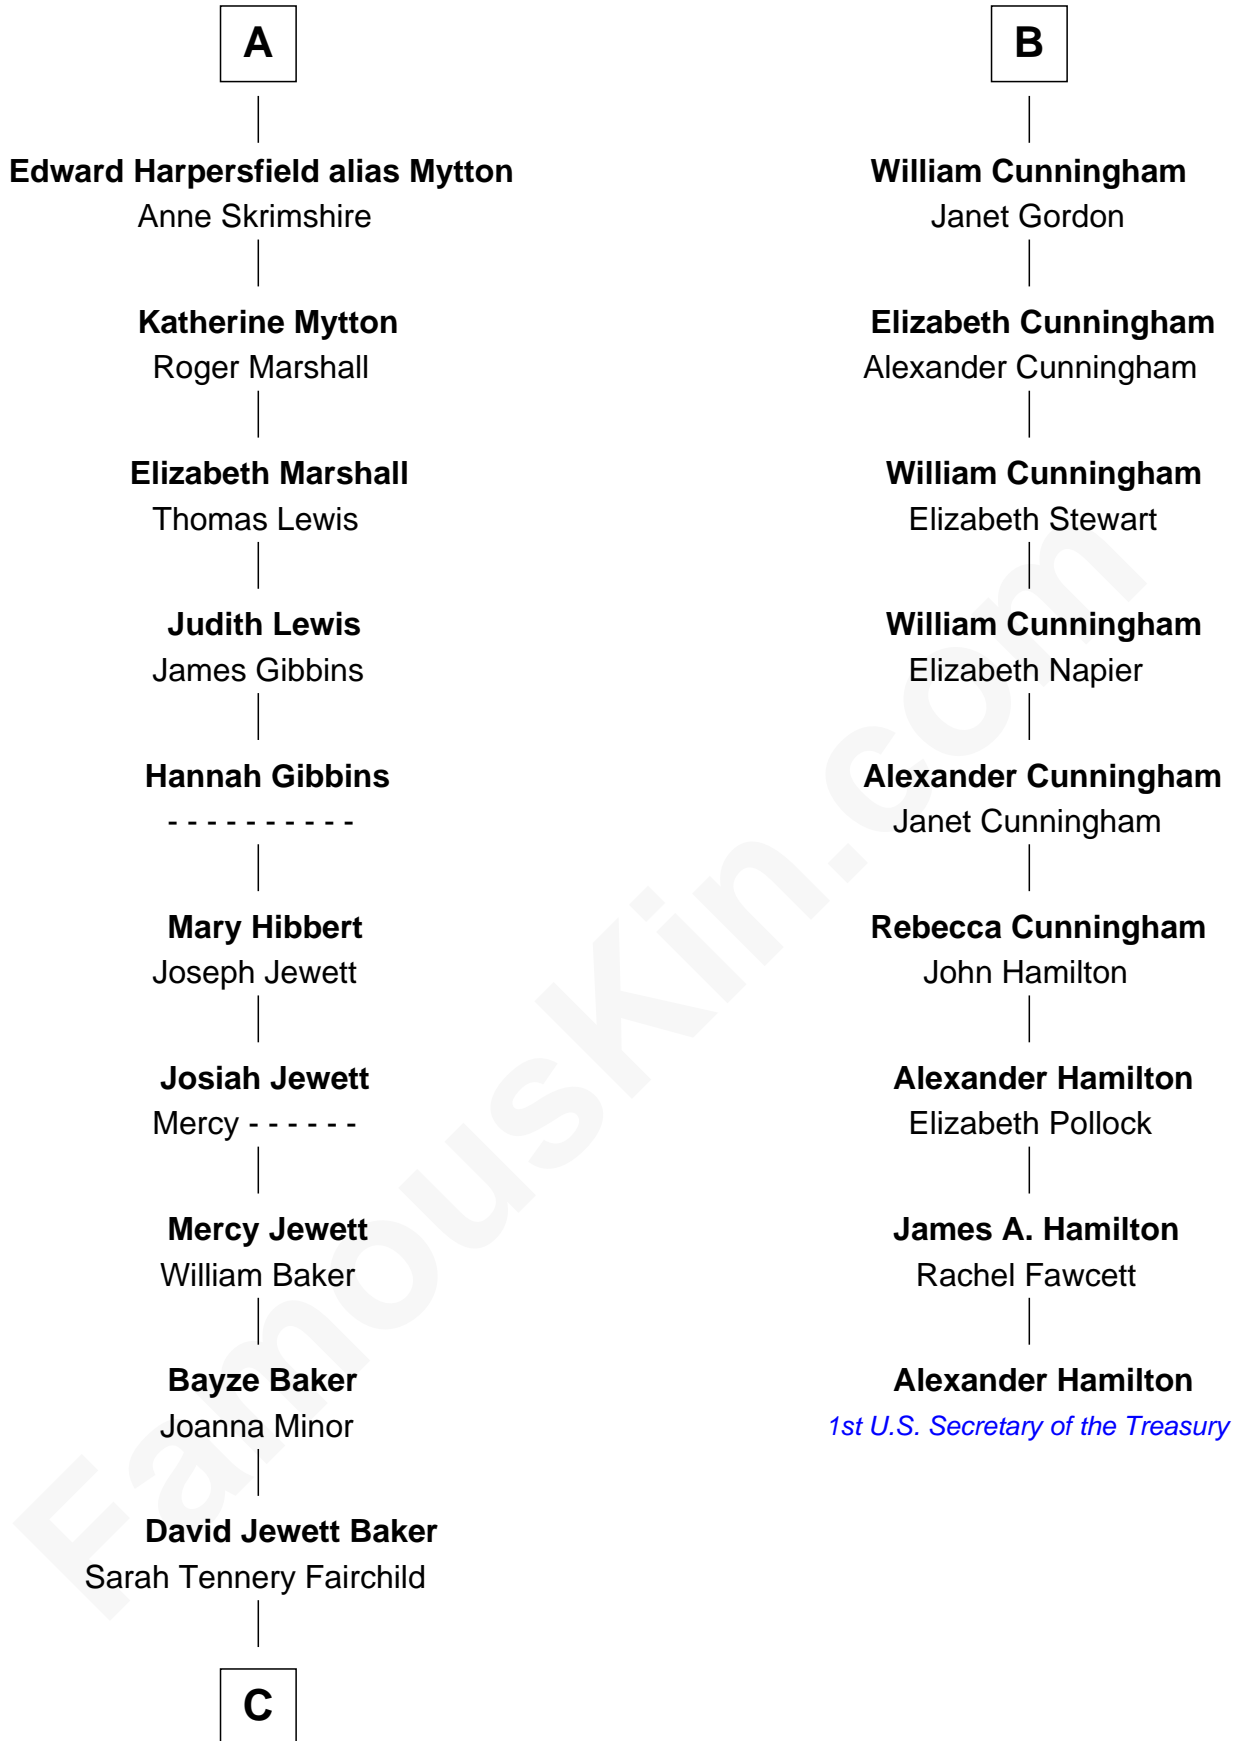 A
Edward Harpersfield alias Mytton
Anne Skrimshire
Katherine Mytton
Roger Marshall
Elizabeth Marshall
Thomas Lewis
Judith Lewis
James Gibbins
Hannah Gibbins
- - - - - - - - - -
Mary Hibbert
Joseph Jewett
Josiah Jewett
Mercy - - - - - -
Mercy Jewett
William Baker
Bayze Baker
Joanna Minor
David Jewett Baker
Sarah Tennery Fairchild
C
B
William Cunningham
Janet Gordon
Elizabeth Cunningham
Alexander Cunningham
William Cunningham
Elizabeth Stewart
William Cunningham
Elizabeth Napier
Alexander Cunningham
Janet Cunningham
Rebecca Cunningham
John Hamilton
Alexander Hamilton
Elizabeth Pollock
James A. Hamilton
Rachel Fawcett
Alexander Hamilton
1st U.S. Secretary of the Treasury
FamousKin.com